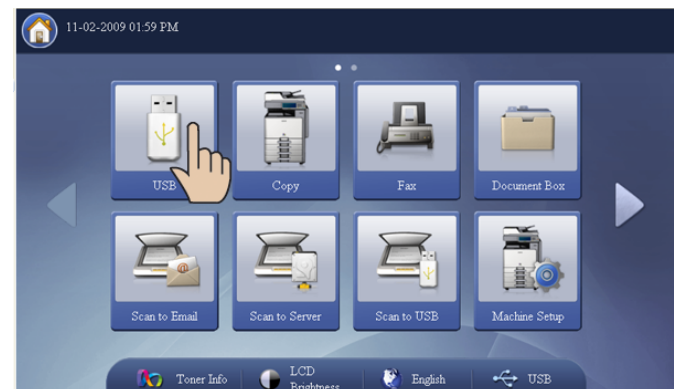 11-02-2009 01:59 PM
USB
Copy
Fax
Document Box
Scan to Email
Scan to Server
Scan to USB
Machine Setup
Toner Info
LCD
Brightness
English
USB